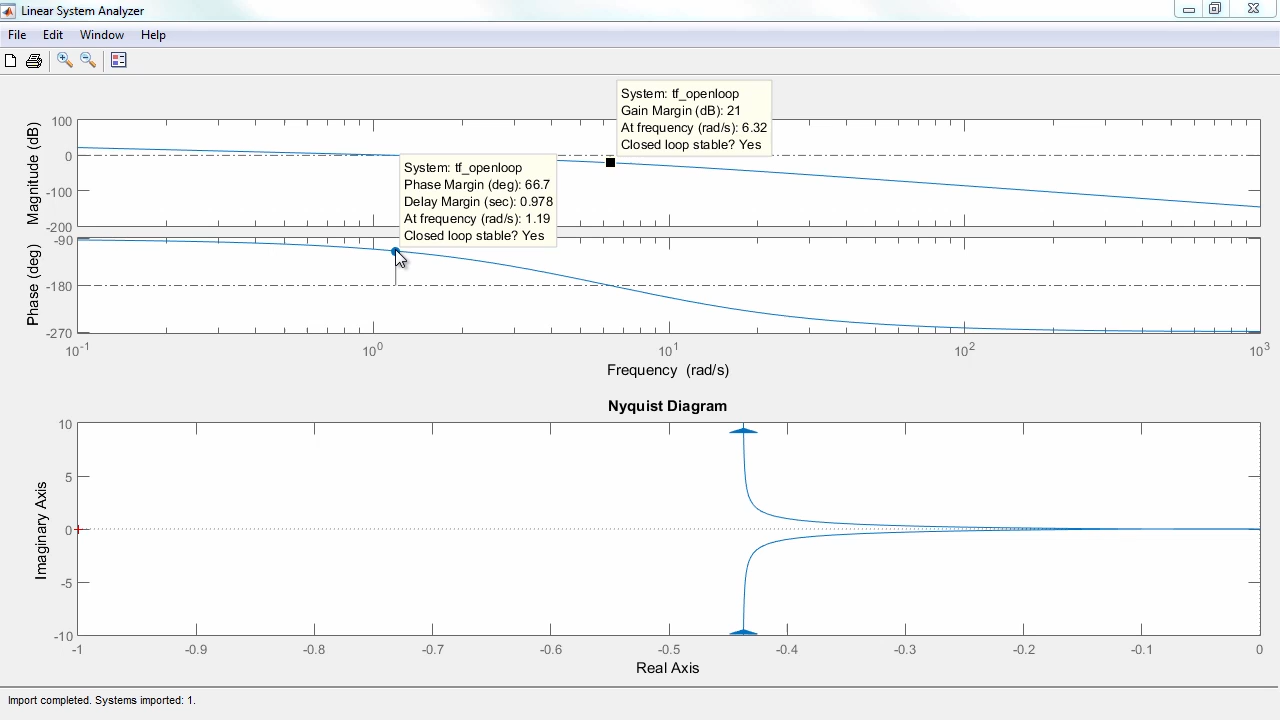 Linear System Analyzer
File Edit Window Help
System: tf_openloop
Gain Margin (dB): 21
At frequency (rad/s): 6.32
Closed loop stable? Yes
System: tf_openloop
Phase Margin (deg): 66.7
Delay Margin (sec): 0.978
At frequency (rad/s): 1.19
Closed loop stable? Yes
Magnitude (dB)
100
0
-100
-200
Phase (deg)
-90
-180
-270
10^-1 10^0 10^1 10^2 10^3
Frequency (rad/s)
Nyquist Diagram
Imaginary Axis
10
5
0
-5
-10
-1 -0.9 -0.8 -0.7 -0.6 -0.5 -0.4 -0.3 -0.2 -0.1 0
Real Axis
Import completed. Systems imported: 1.